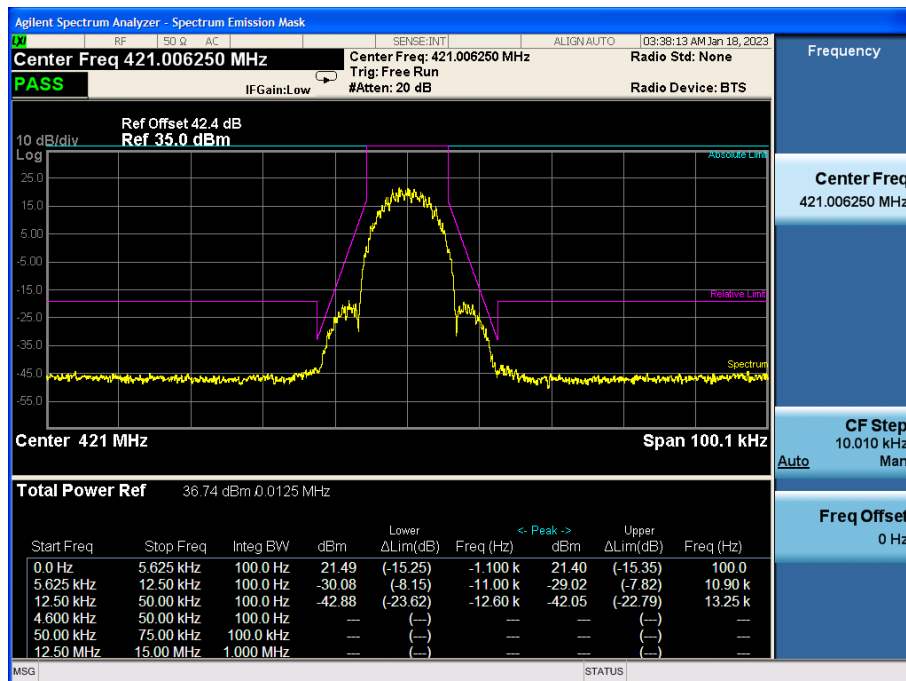 Agilent Spectrum Analyzer - Spectrum Emission Mask
LXI RF 50 Ω AC SENSE:INT ALIGN AUTO 03:38:13 AM Jan 18, 2023
Center Freq 421.006250 MHz Center Freq: 421.006250 MHz Radio Std: None
Trig: Free Run
PASS IFGain:Low #Atten: 20 dB Radio Device: BTS
Ref Offset 42.4 dB
10 dB/div Ref 35.0 dBm
Log Absolute Limit
25.0
15.0
5.00
-5.00
-15.0 Relative Limit
-25.0
-35.0
-45.0 Spectrum
-55.0
Center 421 MHz Span 100.1 kHz
Total Power Ref 36.74 dBm /0.0125 MHz
Lower <- Peak -> Upper
Start Freq Stop Freq Integ BW dBm ΔLim(dB) Freq (Hz) dBm ΔLim(dB) Freq (Hz)
0.0 Hz 5.625 kHz 100.0 Hz 21.49 (-15.25) -1.100 k 21.40 (-15.35) 100.0
5.625 kHz 12.50 kHz 100.0 Hz -30.08 (-8.15) -11.00 k -29.02 (-7.82) 10.90 k
12.50 kHz 50.00 kHz 100.0 Hz -42.88 (-23.62) -12.60 k -42.05 (-22.79) 13.25 k
4.600 kHz 50.00 kHz 100.0 Hz --- (---) --- --- (---) ---
50.00 kHz 75.00 kHz 100.0 kHz --- (---) --- --- (---) ---
12.50 MHz 15.00 MHz 1.000 MHz --- (---) --- --- (---) ---
MSG STATUS
Frequency
Center Freq
421.006250 MHz
CF Step
10.010 kHz
Auto Man
Freq Offset
0 Hz